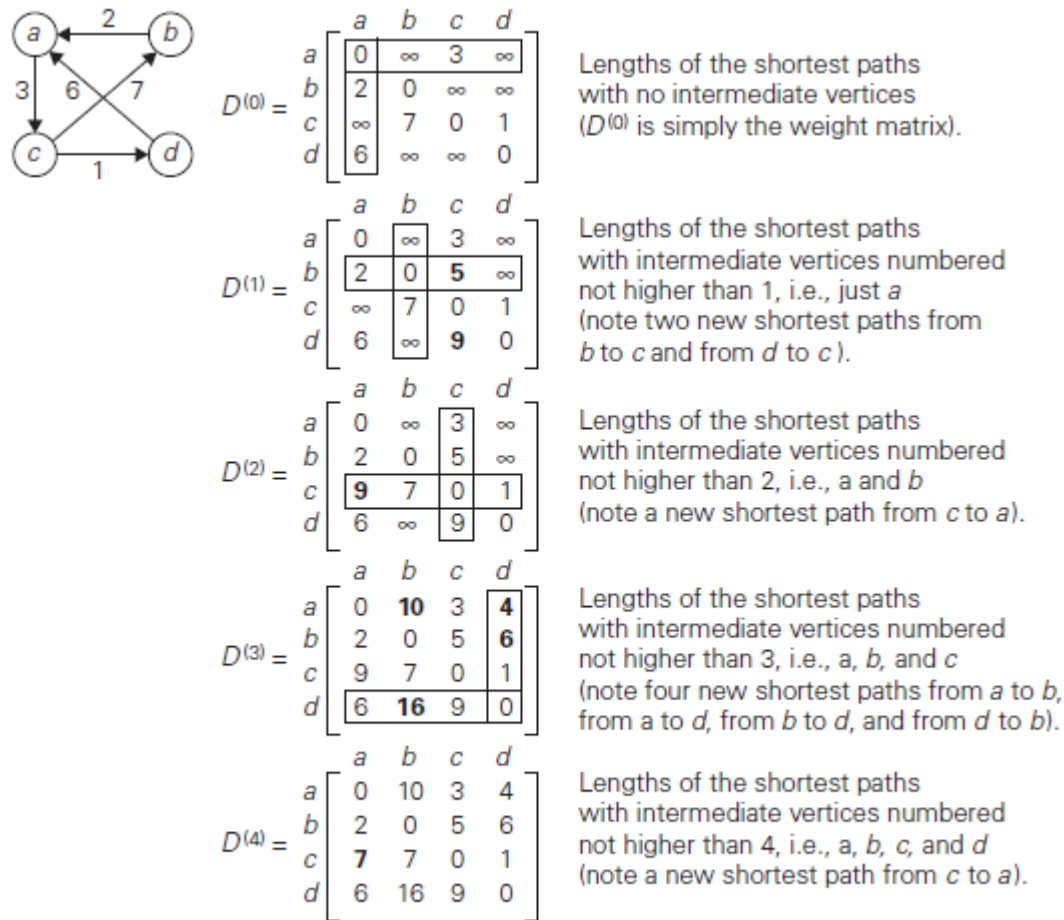 2
a
b
3
6
7
c
d
1
a b c d
a 0 ∞ 3 ∞
b 2 0 ∞ ∞
D(0) =
c ∞ 7 0 1
d 6 ∞ ∞ 0
Lengths of the shortest paths
with no intermediate vertices
(D(0) is simply the weight matrix).
a b c d
a 0 ∞ 3 ∞
b 2 0 5 ∞
D(1) =
c ∞ 7 0 1
d 6 ∞ 9 0
Lengths of the shortest paths
with intermediate vertices numbered
not higher than 1, i.e., just a
(note two new shortest paths from
b to c and from d to c).
a b c d
a 0 ∞ 3 ∞
b 2 0 5 ∞
D(2) =
c 9 7 0 1
d 6 ∞ 9 0
Lengths of the shortest paths
with intermediate vertices numbered
not higher than 2, i.e., a and b
(note a new shortest path from c to a).
a b c d
a 0 10 3 4
b 2 0 5 6
D(3) =
c 9 7 0 1
d 6 16 9 0
Lengths of the shortest paths
with intermediate vertices numbered
not higher than 3, i.e., a, b, and c
(note four new shortest paths from a to b,
from a to d, from b to d, and from d to b).
a b c d
a 0 10 3 4
b 2 0 5 6
D(4) =
c 7 7 0 1
d 6 16 9 0
Lengths of the shortest paths
with intermediate vertices numbered
not higher than 4, i.e., a, b, c, and d
(note a new shortest path from c to a).